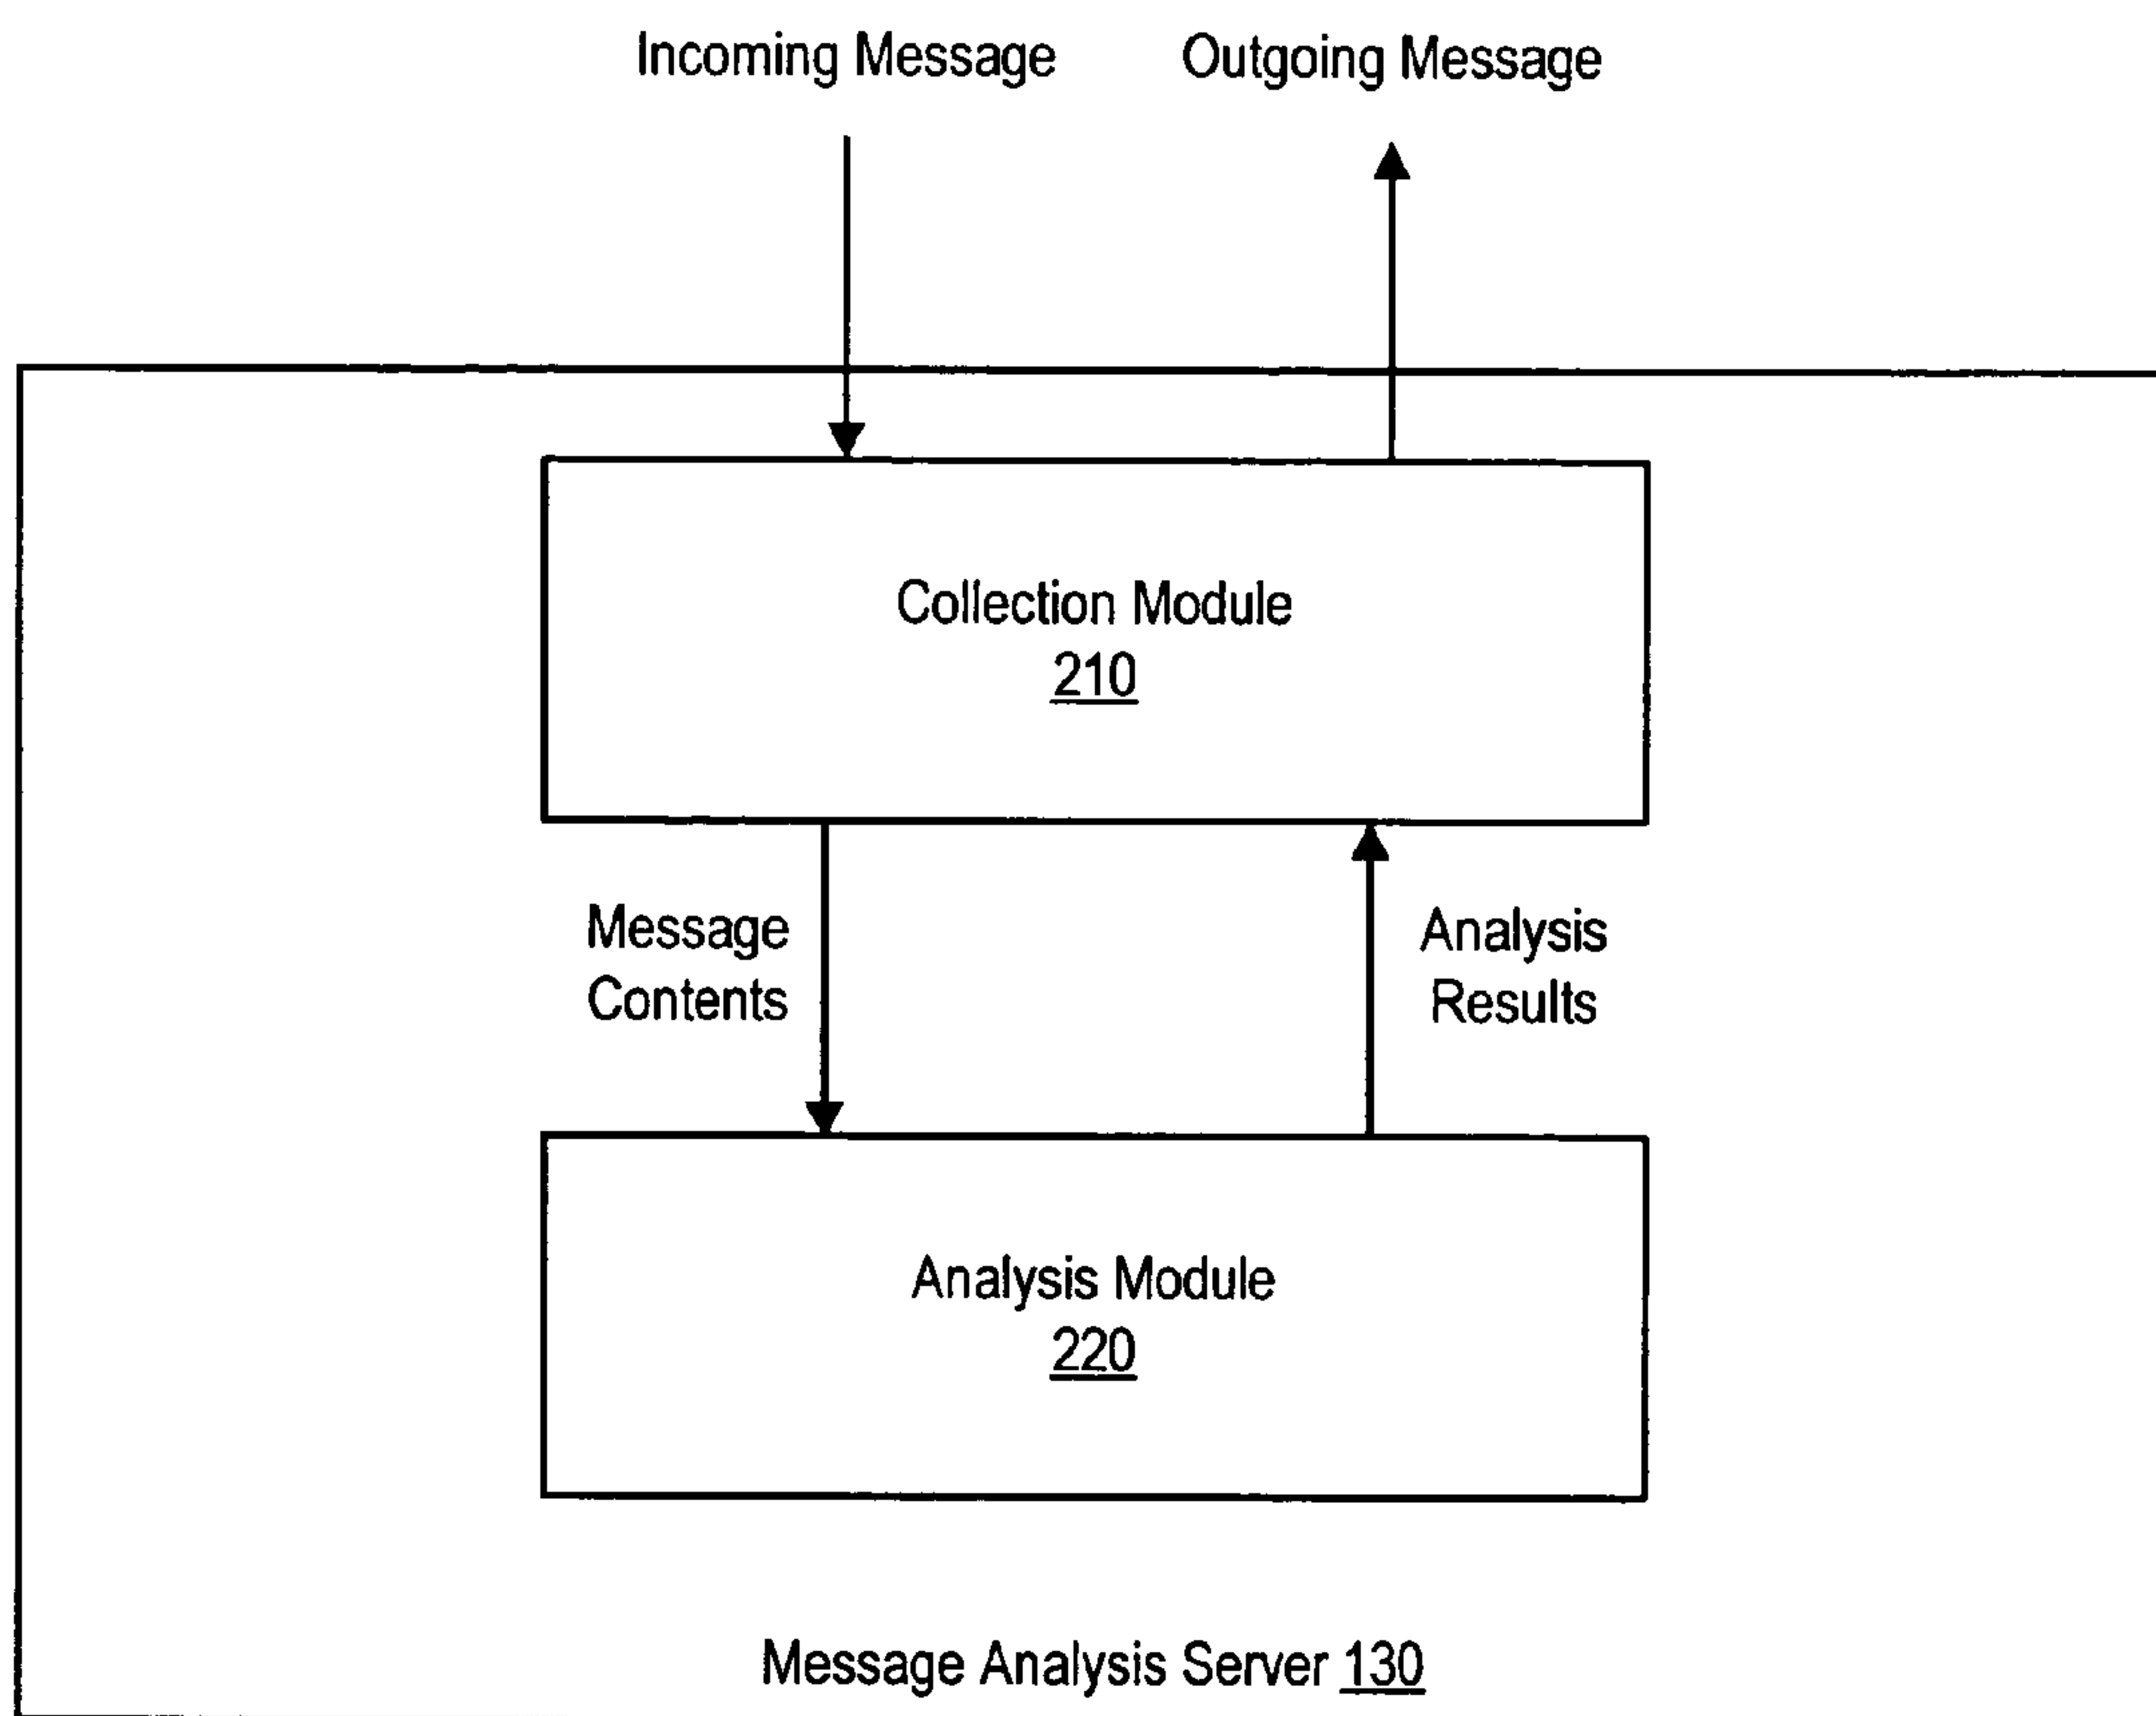 Incoming Message
Outgoing Message
Collection Module
210
Message
Contents
Analysis
Results
Analysis Module
220
Message Analysis Server 130